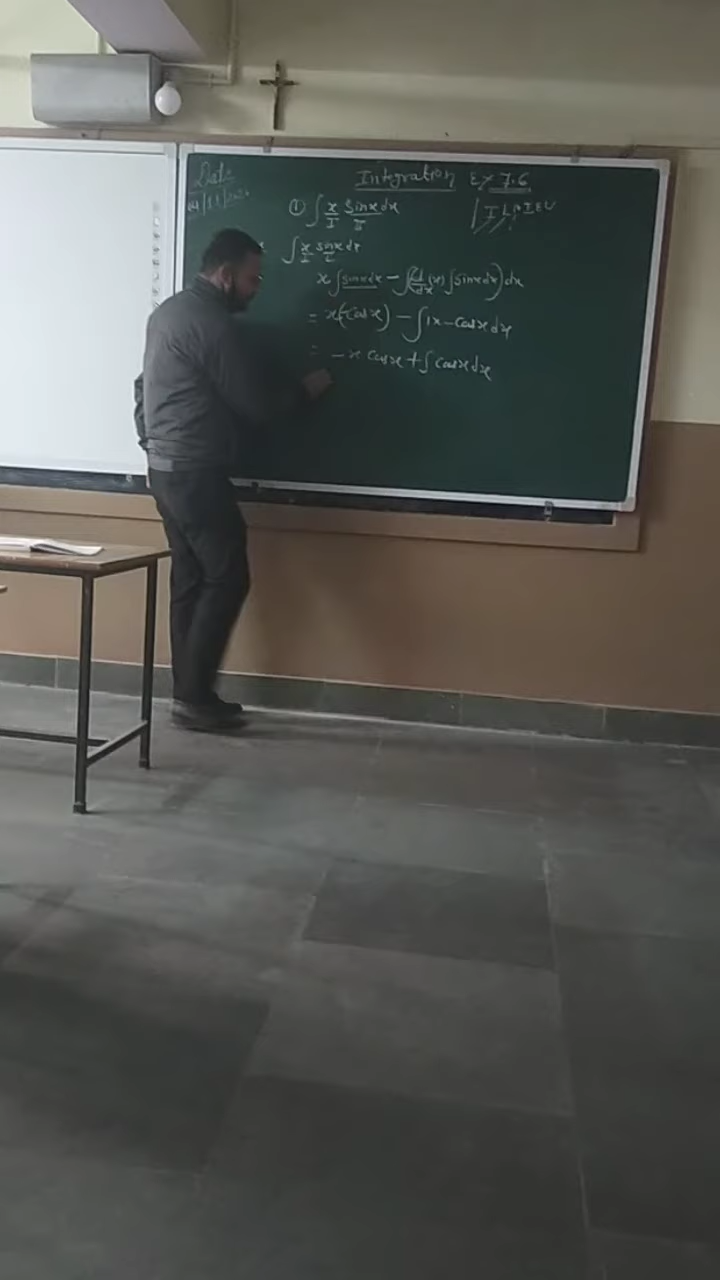 Date
Integration Ex 7.6
① ∫ x sinx dx
I II
∫ x sinx dx
I II
x ∫ sinx dx - ∫(d/dx (x) ∫ sinx dx) dx
= x(-cosx) - ∫ 1x - cosx dx
= - x cosx + ∫ cosx dx